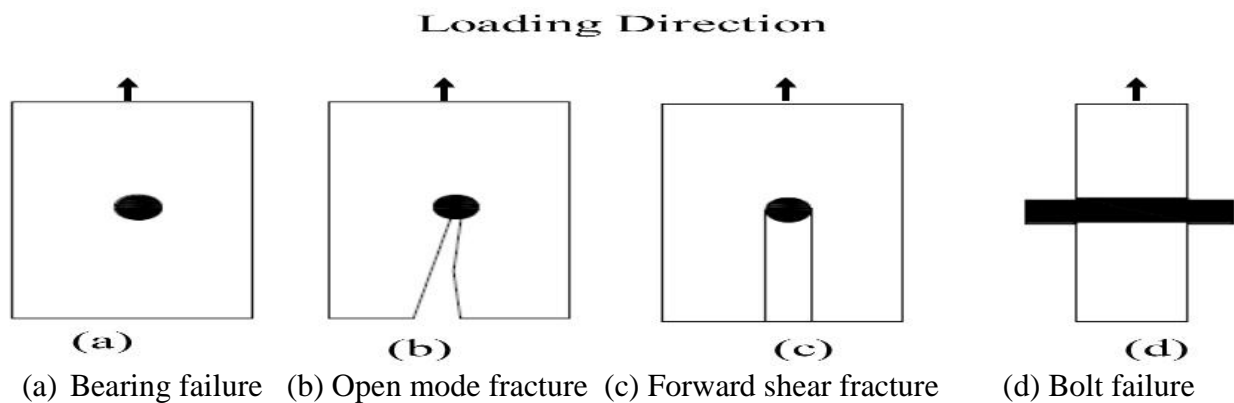 Loading Direction
(a) (b) (c) (d)
(a) Bearing failure (b) Open mode fracture (c) Forward shear fracture (d) Bolt failure